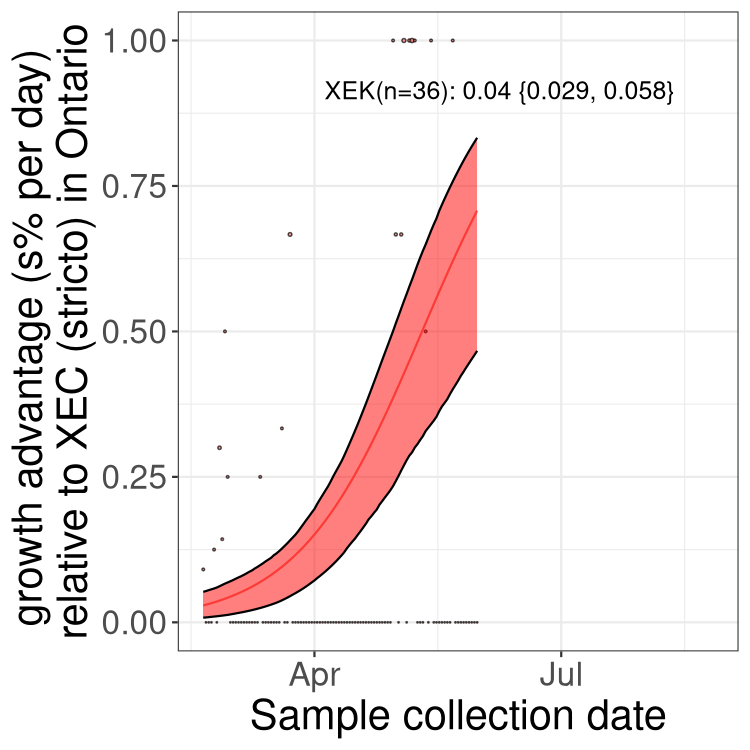 growth advantage (s% per day)
relative to XEC (stricto) in Ontario
1.00
0.75
0.50
0.25
0.00
XEK(n=36): 0.04 {0.029, 0.058}
Apr
Jul
Sample collection date